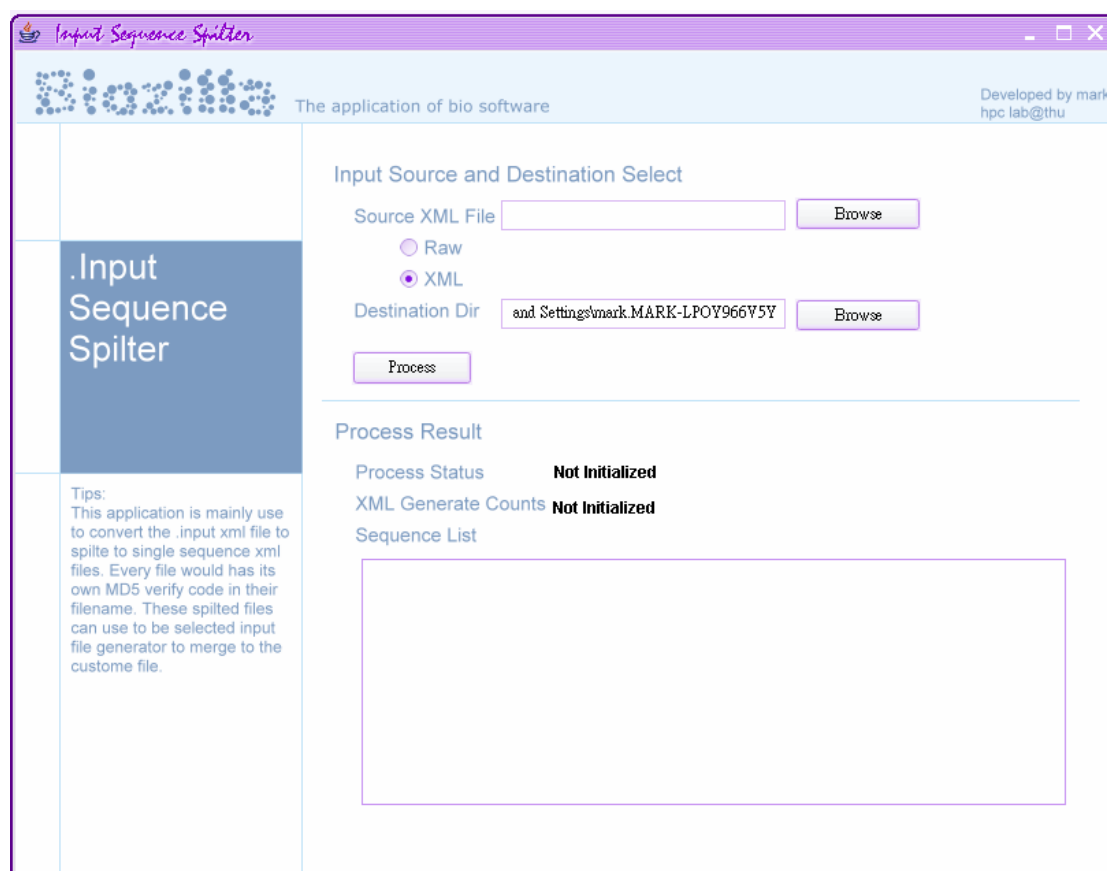 Input Sequence Spilter
Biozilla The application of bio software
Developed by mark
hpc lab@thu
.Input
Sequence
Spilter
Tips:
This application is mainly use
to convert the .input xml file to
spilte to single sequence xml
files. Every file would has its
own MD5 verify code in their
filename. These spilted files
can use to be selected input
file generator to merge to the
custome file.
Input Source and Destination Select
Source XML File Browse
Raw
XML
Destination Dir and Settings\mark.MARK-LPOY966V5Y Browse
Process
Process Result
Process Status Not Initialized
XML Generate Counts Not Initialized
Sequence List